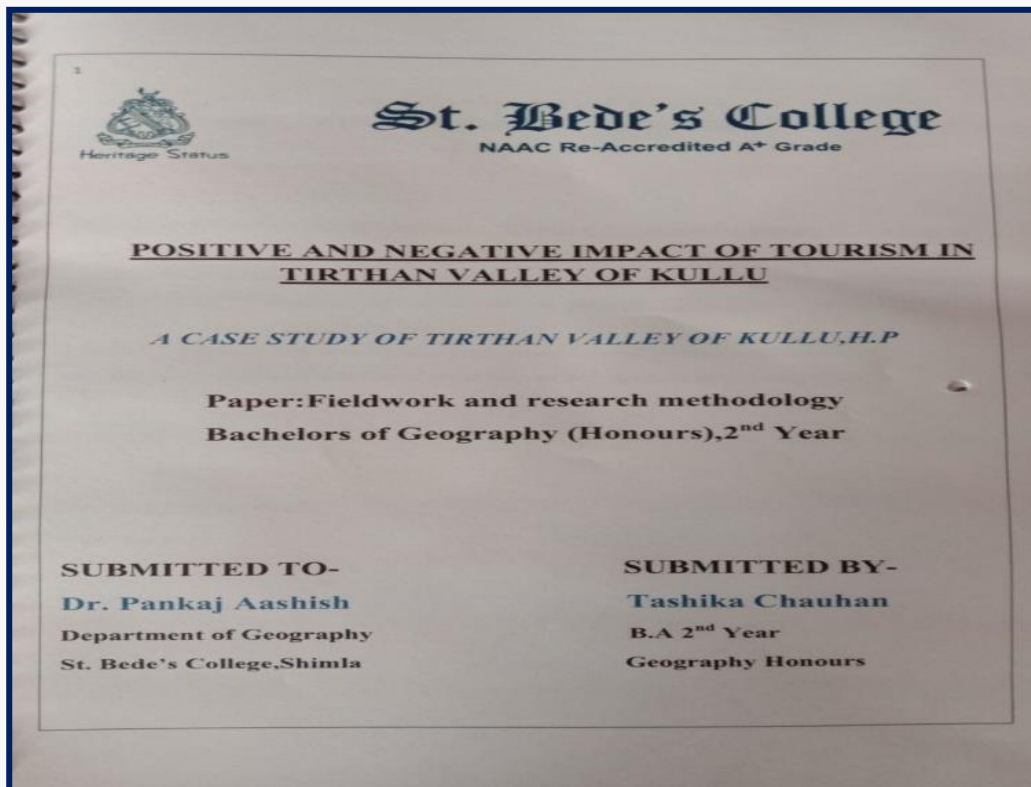 1
St. Bede's College
Heritage Status
NAAC Re-Accredited A+ Grade
POSITIVE AND NEGATIVE IMPACT OF TOURISM IN
TIRTHAN VALLEY OF KULLU
A CASE STUDY OF TIRTHAN VALLEY OF KULLU,H.P
Paper:Fieldwork and research methodology
Bachelors of Geography (Honours),2nd Year
SUBMITTED TO-
Dr. Pankaj Aashish
Department of Geography
St. Bede's College,Shimla
SUBMITTED BY-
Tashika Chauhan
B.A 2nd Year
Geography Honours